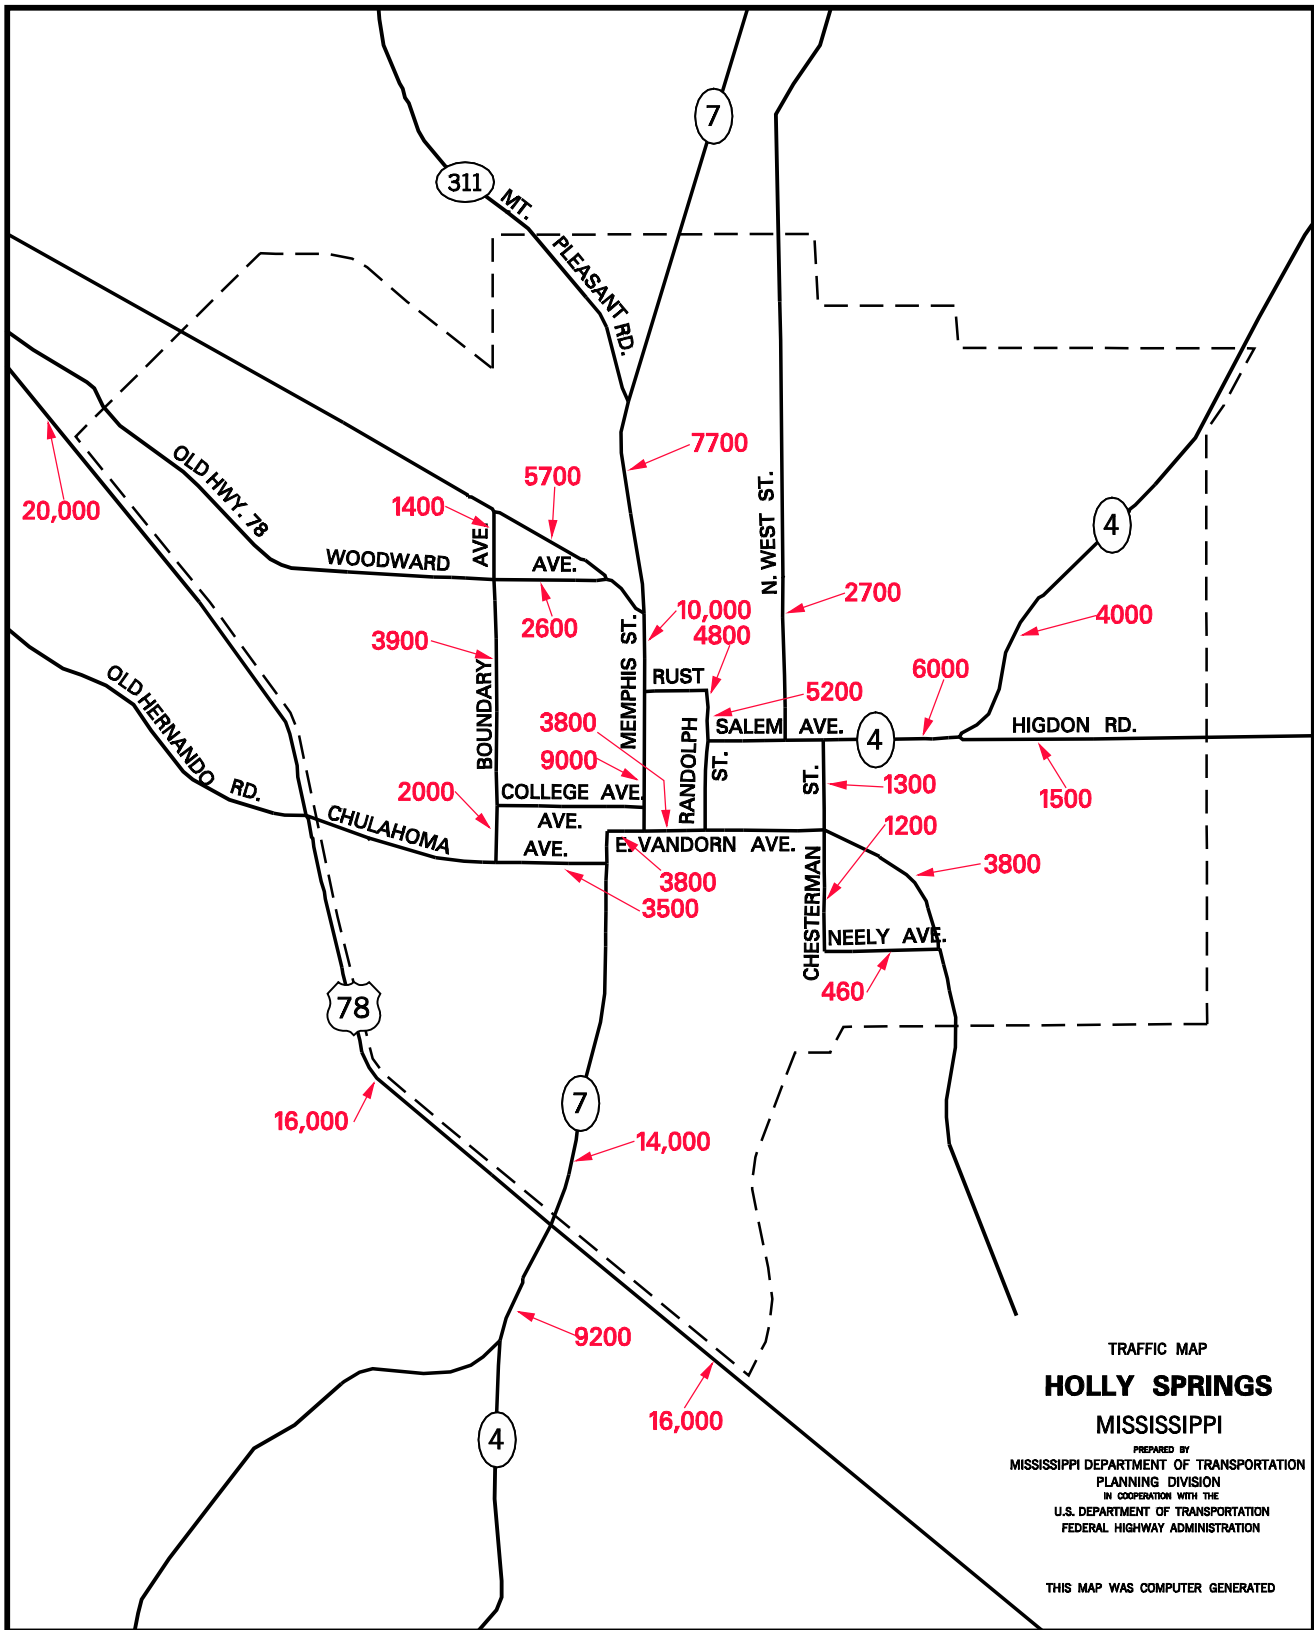 7
311
MT.
PLEASANT RD.
7700
5700
1400
20,000
OLD HWY. 78
N. WEST ST.
4
WOODWARD
AVE.
AVE.
2700
10,000
4800
4000
2600
3900
MEMPHIS ST.
RUST
6000
5200
OLD HERNANDO RD.
BOUNDARY
3800
RANDOLPH
ST.
SALEM AVE.
4
HIGDON RD.
9000
2000
COLLEGE AVE.
ST.
1300
1500
CHULAHOMA
AVE.
AVE.
E. VANDORN AVE.
1200
3800
3800
3500
CHESTERMAN
NEELY AVE.
460
78
7
16,000
14,000
9200
16,000
4
TRAFFIC MAP
HOLLY SPRINGS
MISSISSIPPI
PREPARED BY
MISSISSIPPI DEPARTMENT OF TRANSPORTATION
PLANNING DIVISION
IN COOPERATION WITH THE
U.S. DEPARTMENT OF TRANSPORTATION
FEDERAL HIGHWAY ADMINISTRATION
THIS MAP WAS COMPUTER GENERATED